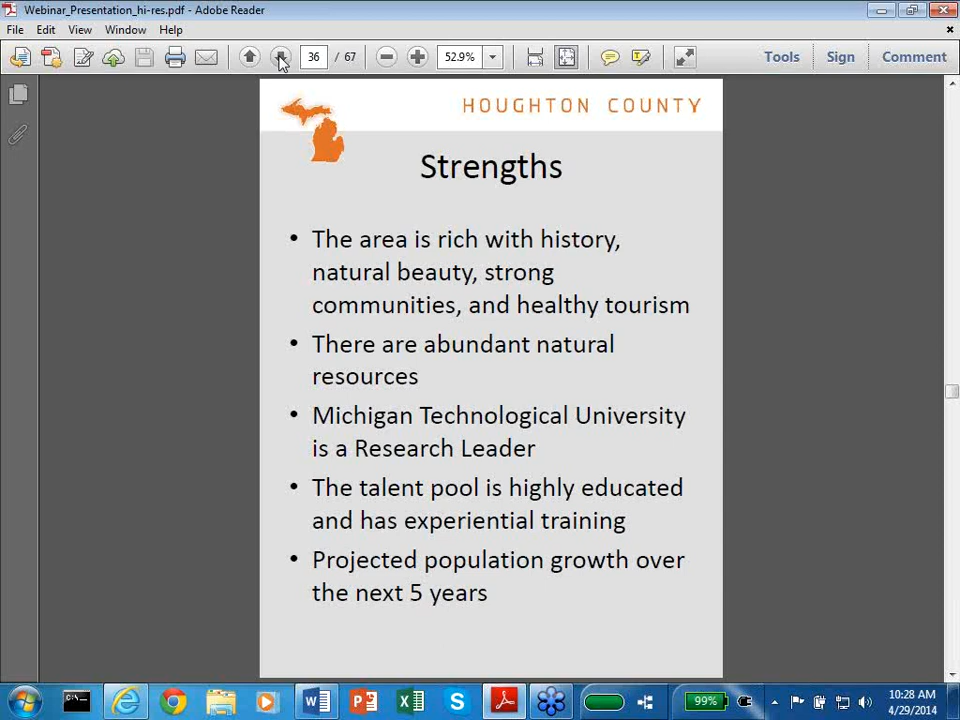 Webinar_Presentation_hi-res.pdf - Adobe Reader
File Edit View Window Help
36 / 67 52.9% Tools Sign Comment
HOUGHTON COUNTY
Strengths
• The area is rich with history,
natural beauty, strong
communities, and healthy tourism
• There are abundant natural
resources
• Michigan Technological University
is a Research Leader
• The talent pool is highly educated
and has experiential training
• Projected population growth over
the next 5 years
99% 10:28 AM
4/29/2014